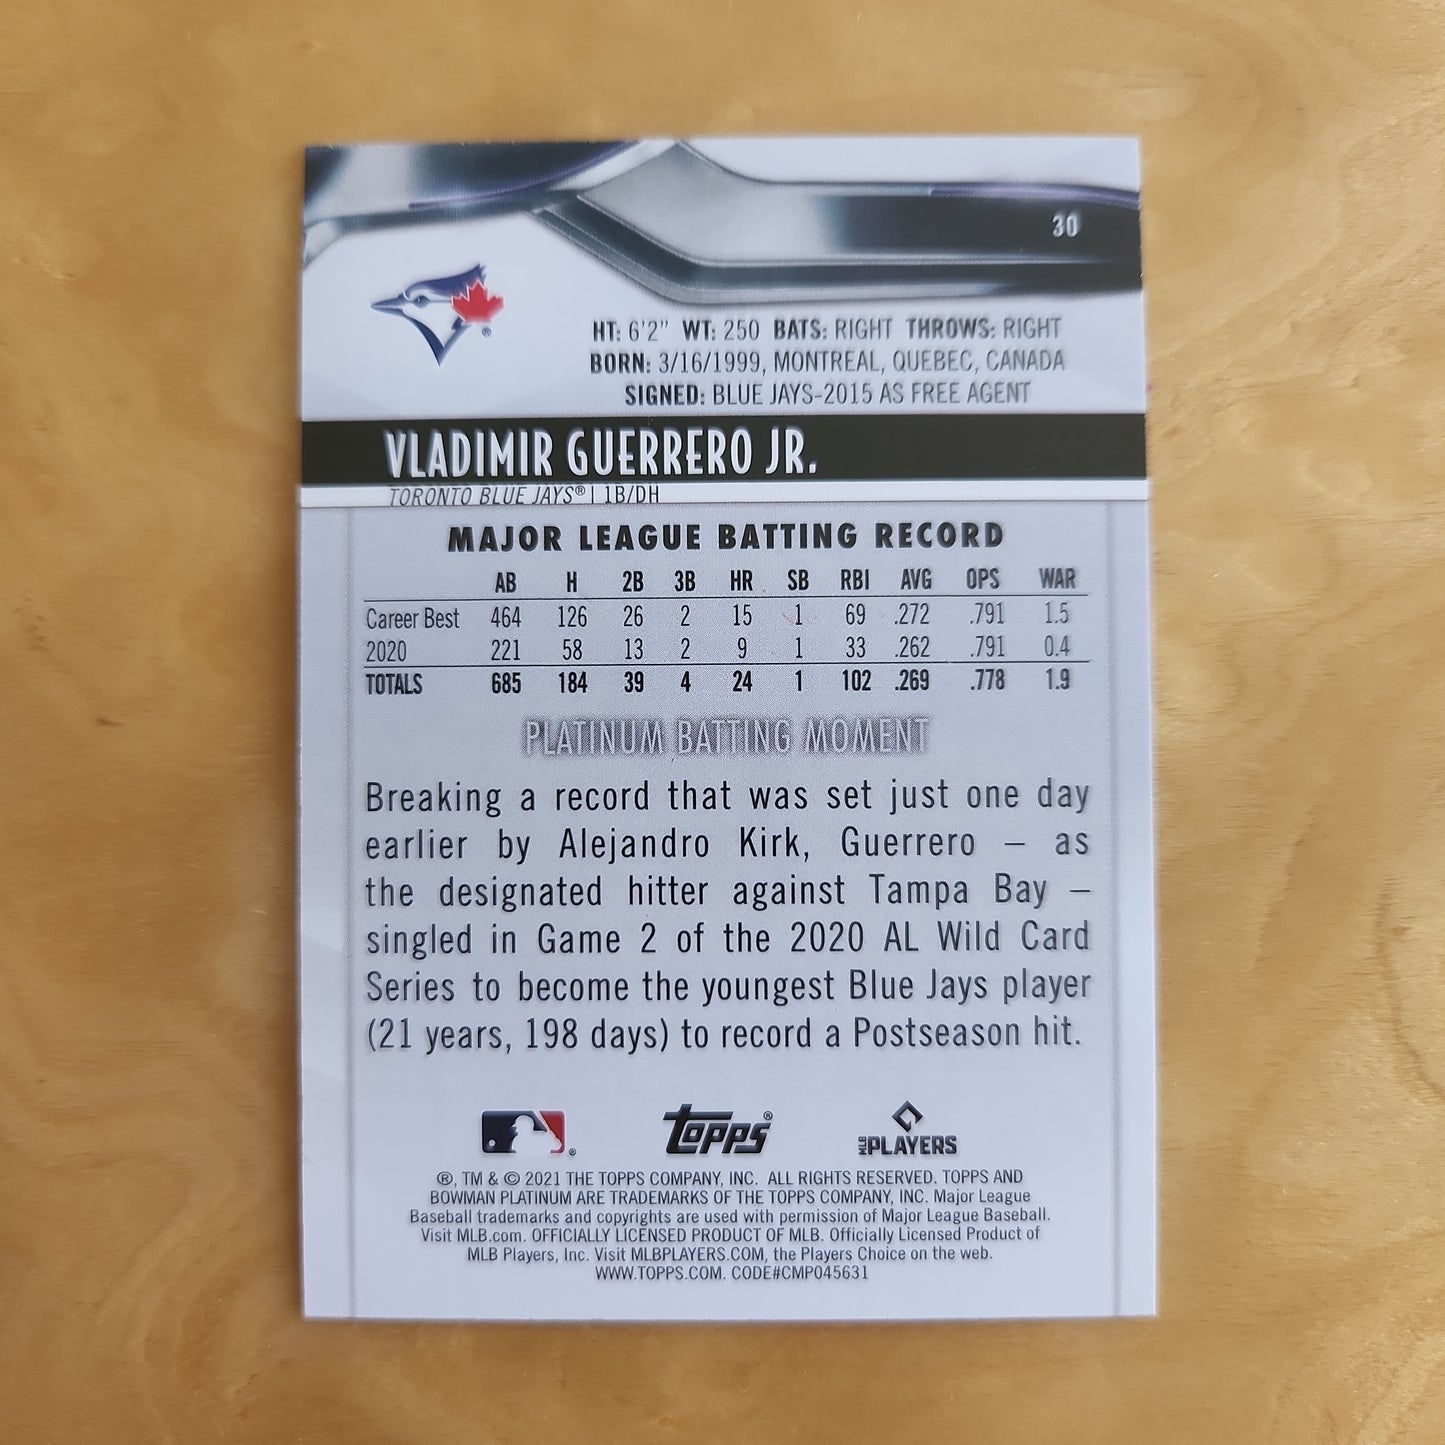 30
HT: 6'2" WT: 250 BATS: RIGHT THROWS: RIGHT
BORN: 3/16/1999, MONTREAL, QUEBEC, CANADA
SIGNED: BLUE JAYS-2015 AS FREE AGENT
VLADIMIR GUERRERO JR.
TORONTO BLUE JAYS® | 1B/DH
MAJOR LEAGUE BATTING RECORD
AB H 2B 3B HR SB RBI AVG OPS WAR
Career Best 464 126 26 2 15 1 69 .272 .791 1.5
2020 221 58 13 2 9 1 33 .262 .791 0.4
TOTALS 685 184 39 4 24 1 102 .269 .778 1.9
PLATINUM BATTING MOMENT
Breaking a record that was set just one day
earlier by Alejandro Kirk, Guerrero – as
the designated hitter against Tampa Bay –
singled in Game 2 of the 2020 AL Wild Card
Series to become the youngest Blue Jays player
(21 years, 198 days) to record a Postseason hit.
® topps® MLB PLAYERS
®, TM & © 2021 THE TOPPS COMPANY, INC. ALL RIGHTS RESERVED. TOPPS AND
BOWMAN PLATINUM ARE TRADEMARKS OF THE TOPPS COMPANY, INC. Major League
Baseball trademarks and copyrights are used with permission of Major League Baseball.
Visit MLB.com. OFFICIALLY LICENSED PRODUCT OF MLB. Officially Licensed Product of
MLB Players, Inc. Visit MLBPLAYERS.COM, the Players Choice on the web.
WWW.TOPPS.COM. CODE#CMP045631